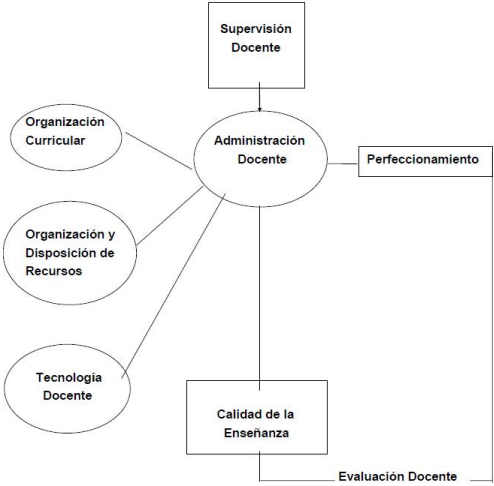 Supervisión
Docente
Organización
Curricular
Administración
Docente
Perfeccionamiento
Organización y
Disposición de
Recursos
Tecnología
Docente
Calidad de la
Enseñanza
Evaluación Docente